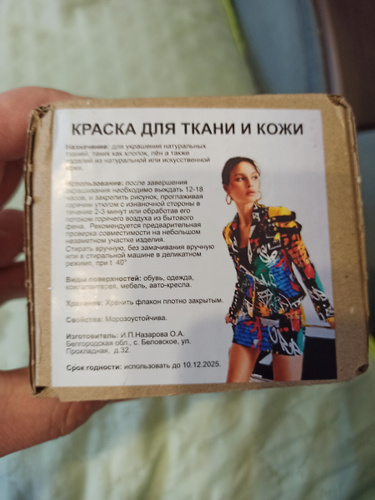 КРАСКА ДЛЯ ТКАНИ И КОЖИ
Назначение: для украшения натуральных
тканей, таких как хлопок, лён а также
изделий из натуральной или искусственной
кожи.
Использование: после завершения
окрашивания необходимо выждать 12-18
часов, и закрепить рисунок, проглаживая
горячим утюгом с изнаночной стороны в
течение 2-3 минут или обработав его
потоком горячего воздуха из бытового
фена. Рекомендуется предварительная
проверка совместимости на небольшом
незаметном участке изделия.
Стирать вручную, без замачивания вручную
или в стиральной машине в деликатном
режиме, при t: 40°
Виды поверхностей: обувь, одежда,
кожгалантерея, мебель, авто-кресла.
Хранение: Хранить флакон плотно закрытым.
Свойства: Морозоустойчива.
Изготовитель: И.П.Назарова О.А.
Белгородская обл., с. Беловское, ул.
Прохладная, д.32.
Срок годности: использовать до 10.12.2025.